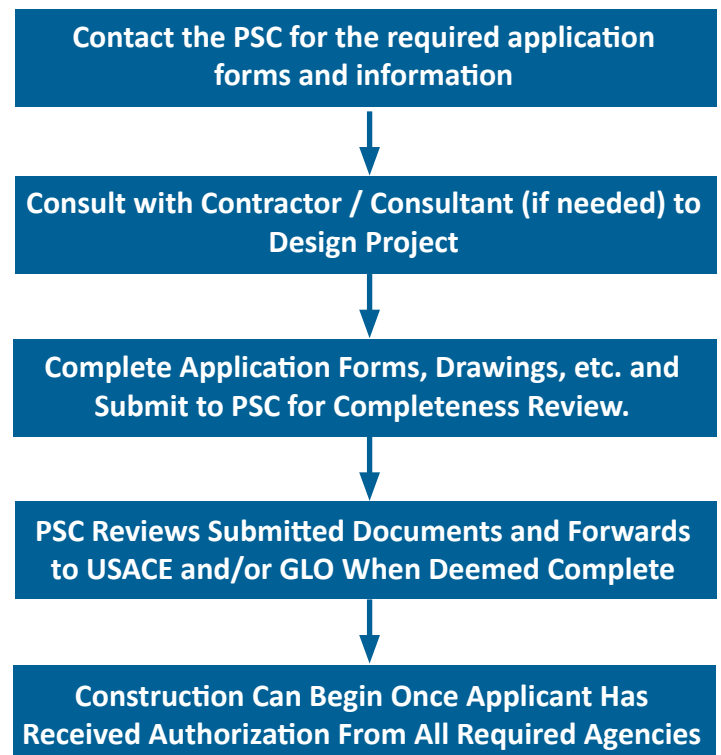 Contact the PSC for the required application
forms and information
Consult with Contractor / Consultant (if needed) to
Design Project
Complete Application Forms, Drawings, etc. and
Submit to PSC for Completeness Review.
PSC Reviews Submitted Documents and Forwards
to USACE and/or GLO When Deemed Complete
Construction Can Begin Once Applicant Has
Received Authorization From All Required Agencies